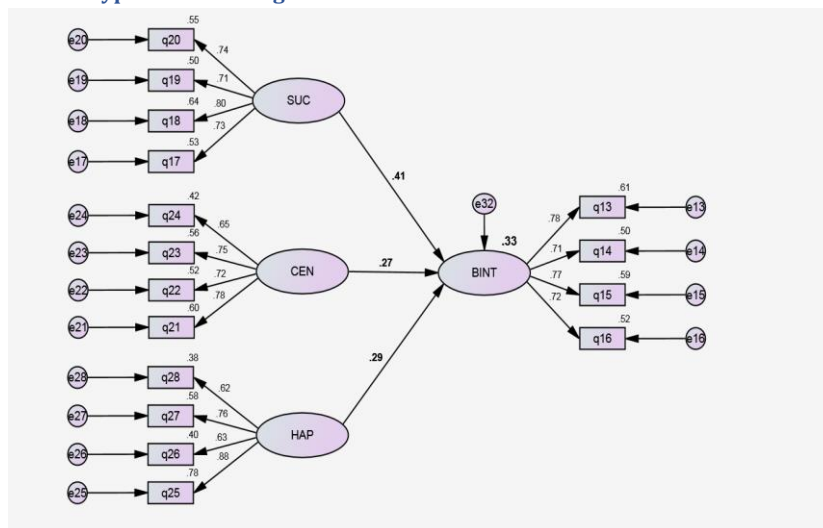 .55
e20 q20
.74
.50
e19 q19 .71
SUC
.64 .80
e18 q18
.73
.53
e17 q17
.41
.42
e24 q24
.65
.56
e23 q23 .75
.52 .72
e22 q22
CEN
.27
.78
.60
e21 q21
e32
.33
BINT
.61
q13 e13
.78
.50
.71 q14 e14
.59
.77 q15 e15
.72 .52
q16 e16
.29
.38
e28 q28
.62
.58
e27 q27 .76
.40 .63
e26 q26
HAP
.88
.78
e25 q25